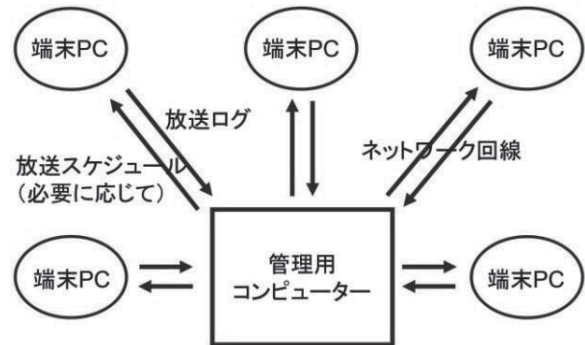 端末PC
端末PC
端末PC
放送ログ
放送スケジュール
（必要に応じて）
ネットワーク回線
端末PC
管理用
コンピューター
端末PC